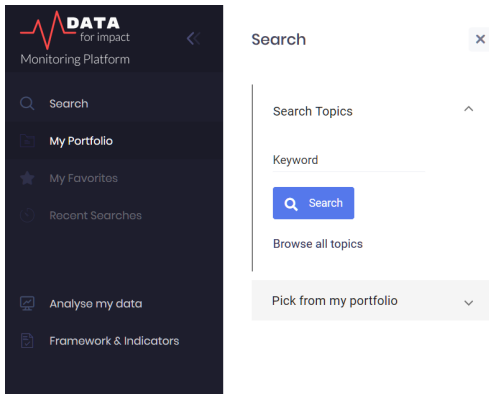 DATA
for impact
Monitoring Platform
Search
My Portfolio
My Favorites
Recent Searches
Analyse my data
Framework & Indicators
Search
Search Topics
Keyword
Search
Browse all topics
Pick from my portfolio